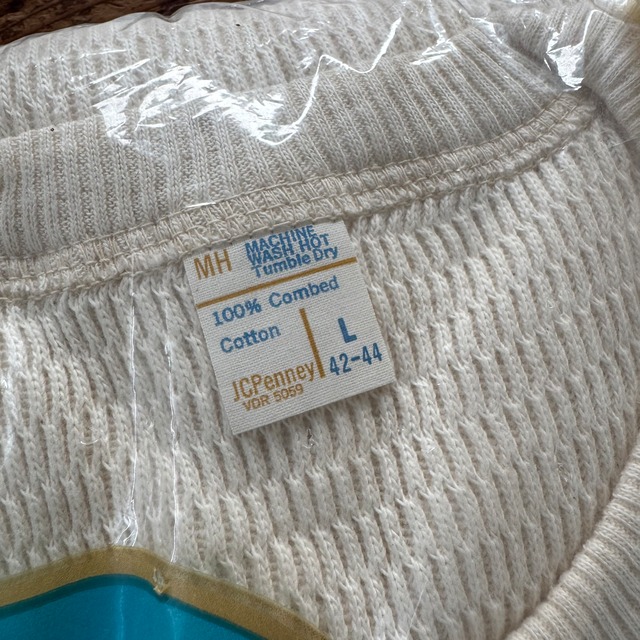 MH
MACHINE
WASH HOT
Tumble Dry
100% Combed
Cotton
L
42-44
JCPenney
VDR 5059